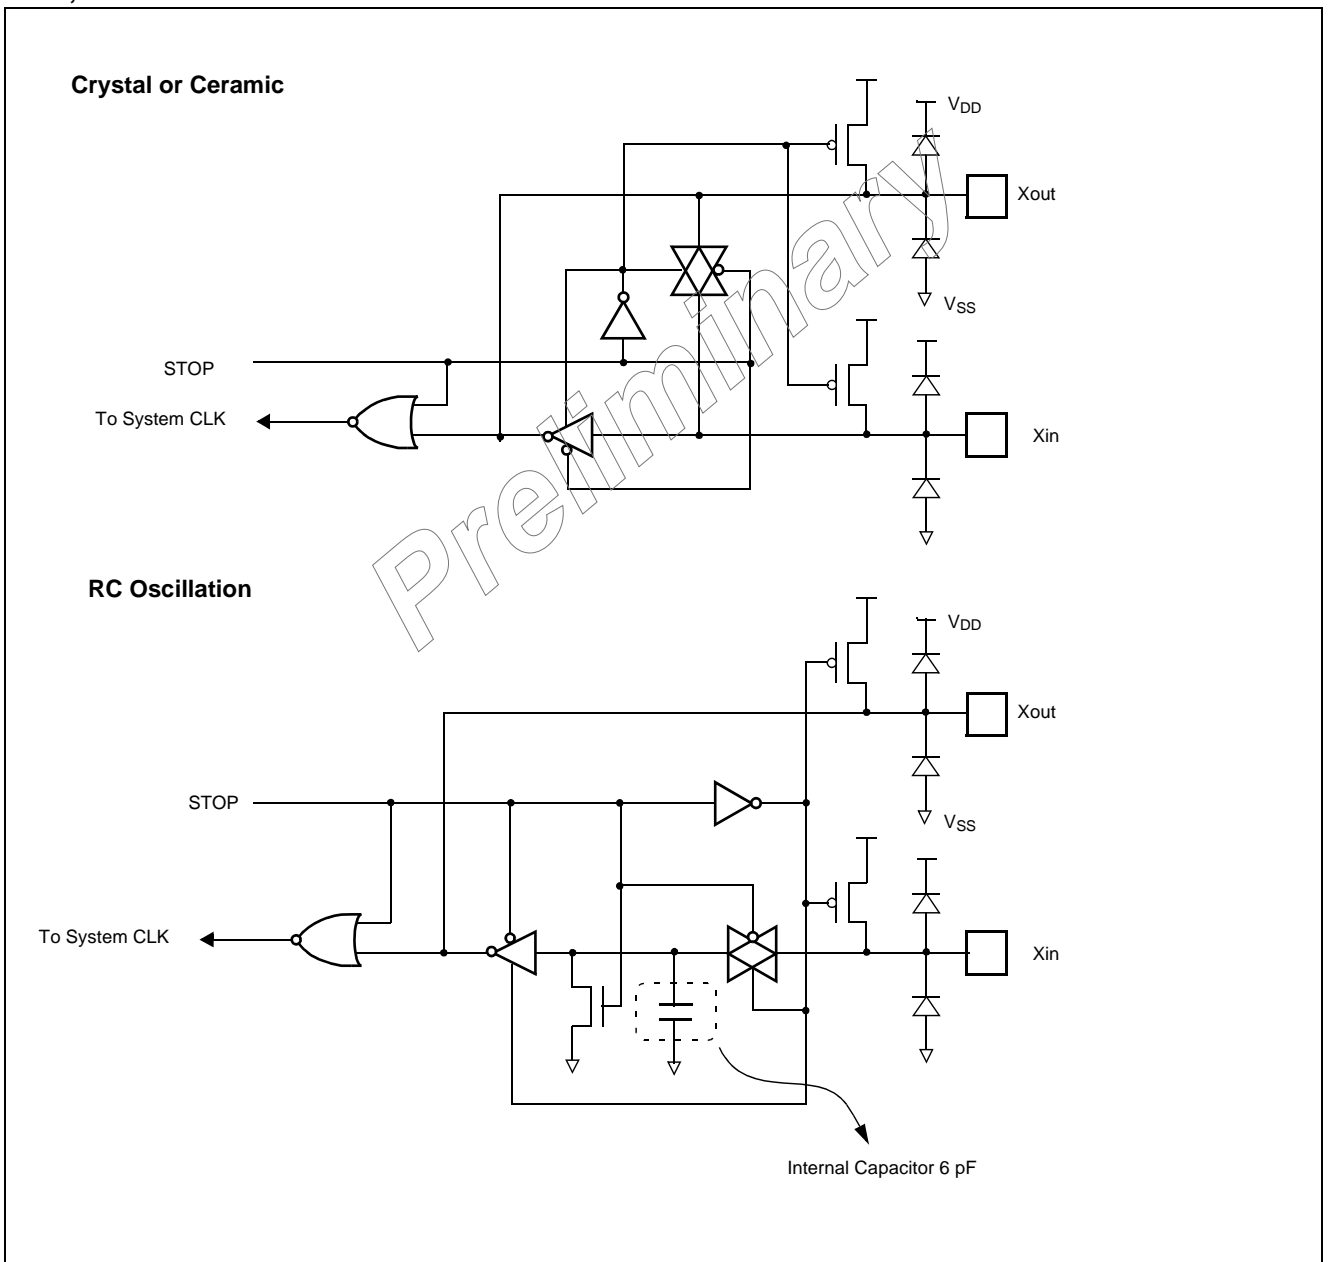 Crystal or Ceramic
VDD
Xout
VSS
STOP
To System CLK
Xin
Preliminary
RC Oscillation
VDD
Xout
STOP
VSS
To System CLK
Xin
Internal Capacitor 6 pF